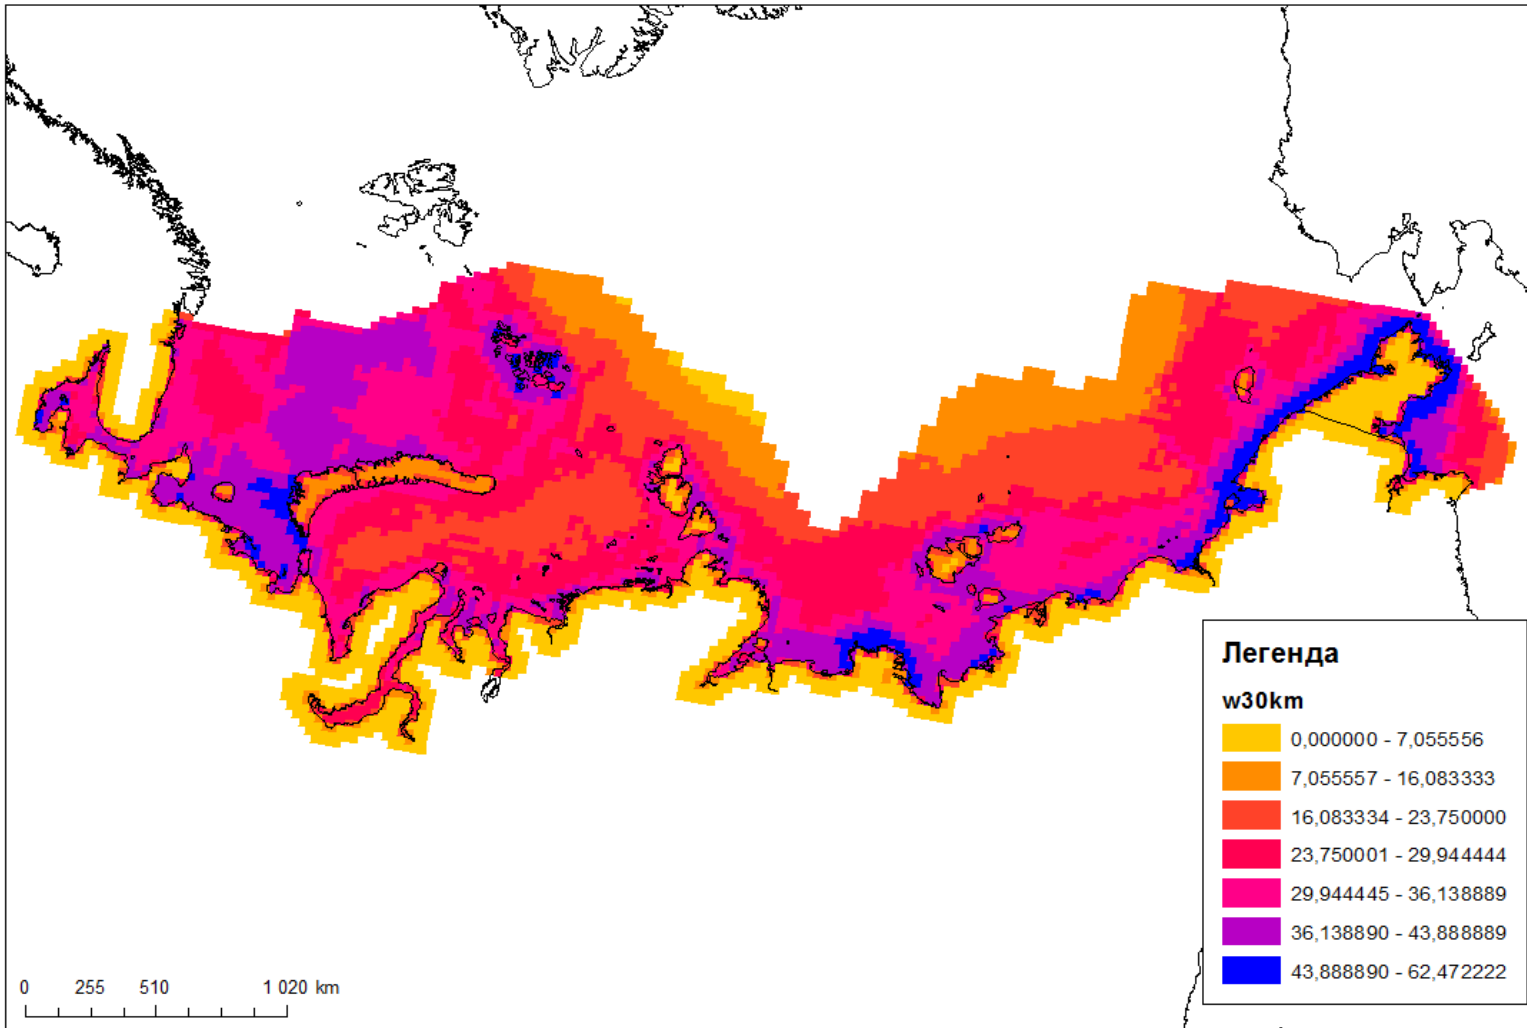 Легенда
w30km
0,000000 - 7,055556
7,055557 - 16,083333
16,083334 - 23,750000
23,750001 - 29,944444
29,944445 - 36,138889
36,138890 - 43,888889
43,888890 - 62,472222
0 255 510 1 020 km